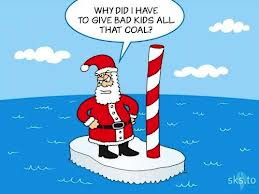 WHY DID I HAVE
TO GIVE BAD KIDS ALL
THAT COAL?
sks.to